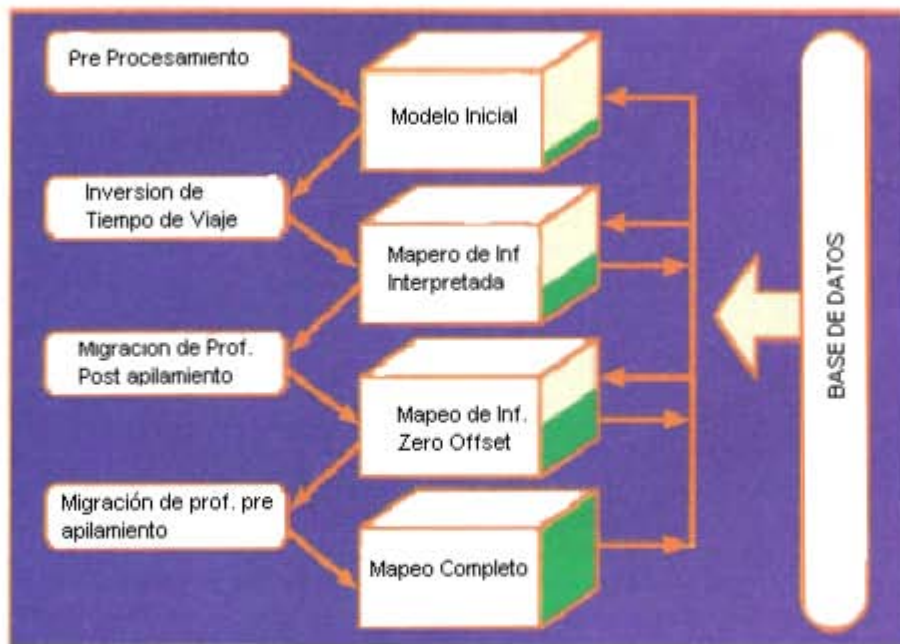 Pre Procesamiento
Modelo Inicial
Inversion de
Tiempo de Viaje
Mapero de Inf
Interpretada
Migracion de Prof.
Post apilamiento
Mapeo de Inf.
Zero Offset
Migración de prof. pre
apilamiento
Mapeo Completo
BASE DE DATOS